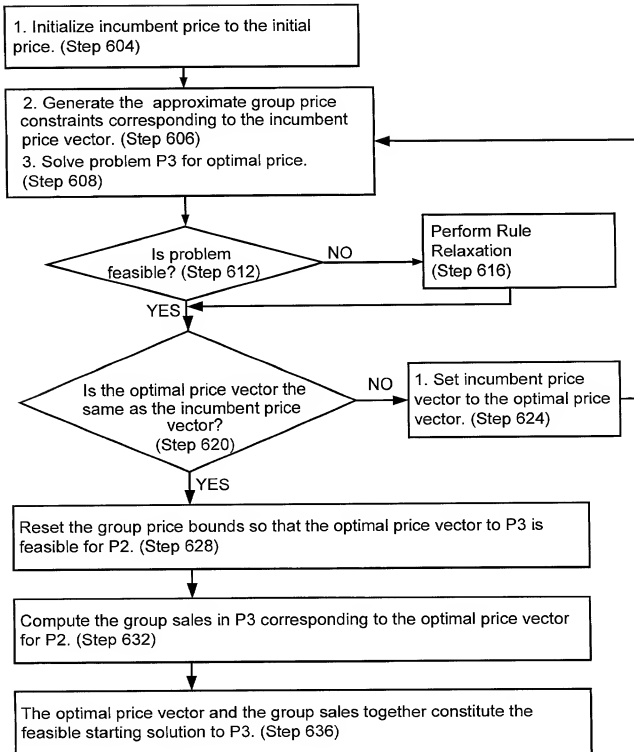 1. Initialize incumbent price to the initial
price. (Step 604)
2. Generate the approximate group price
constraints corresponding to the incumbent
price vector. (Step 606)
3. Solve problem P3 for optimal price.
(Step 608)
Is problem
feasible? (Step 612)
NO
Perform Rule
Relaxation
(Step 616)
YES
Is the optimal price vector the
same as the incumbent price
vector?
(Step 620)
NO
1. Set incumbent price
vector to the optimal price
vector. (Step 624)
YES
Reset the group price bounds so that the optimal price vector to P3 is
feasible for P2. (Step 628)
Compute the group sales in P3 corresponding to the optimal price vector
for P2. (Step 632)
The optimal price vector and the group sales together constitute the
feasible starting solution to P3. (Step 636)